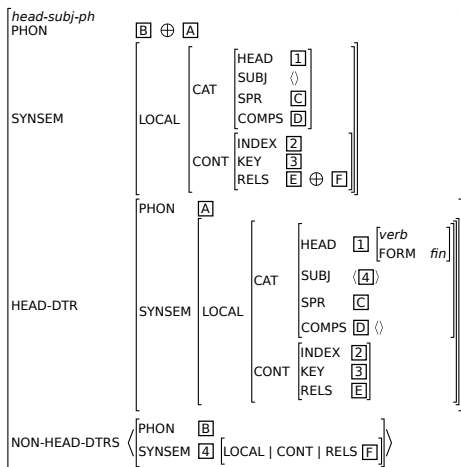 head-subj-ph
PHON B ⊕ A
HEAD 1
SUBJ ⟨⟩
CAT
SPR C
COMPS D
SYNSEM LOCAL
INDEX 2
CONT KEY 3
RELS E ⊕ F
PHON A
verb
HEAD 1
FORM fin
SUBJ ⟨4⟩
CAT
SPR C
COMPS D ⟨⟩
HEAD-DTR SYNSEM LOCAL
INDEX 2
CONT KEY 3
RELS E
PHON B
NON-HEAD-DTRS ⟨ ⟩
SYNSEM 4 [LOCAL | CONT | RELS F]